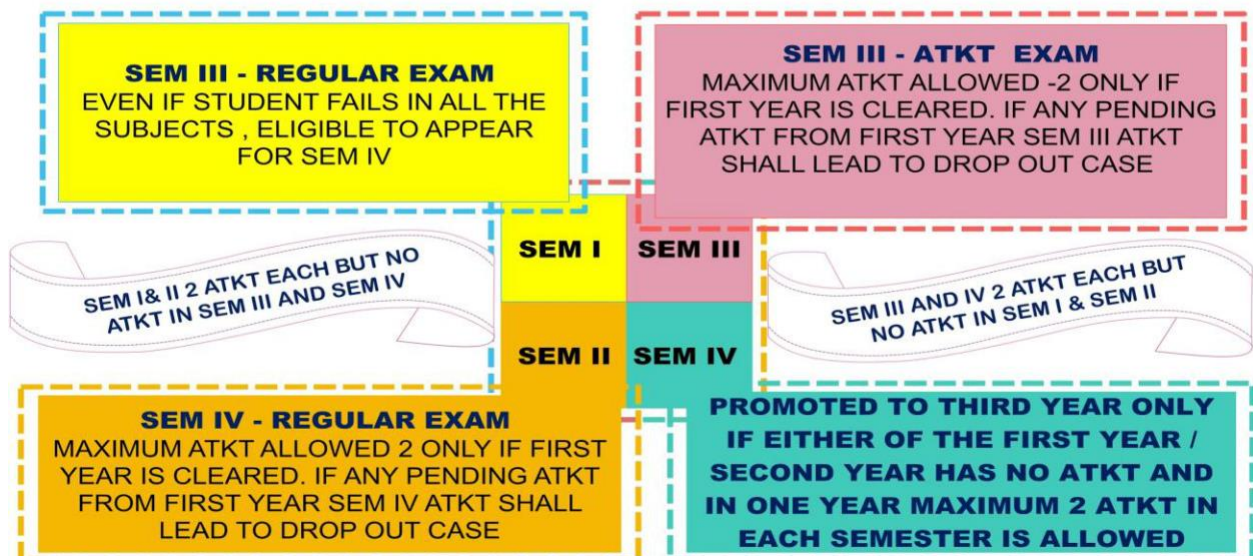 SEM III - REGULAR EXAM
EVEN IF STUDENT FAILS IN ALL THE
SUBJECTS , ELIGIBLE TO APPEAR
FOR SEM IV
SEM III - ATKT EXAM
MAXIMUM ATKT ALLOWED -2 ONLY IF
FIRST YEAR IS CLEARED. IF ANY PENDING
ATKT FROM FIRST YEAR SEM III ATKT
SHALL LEAD TO DROP OUT CASE
SEM I& II 2 ATKT EACH BUT NO
ATKT IN SEM III AND SEM IV
SEM I
SEM III
SEM II
SEM IV
SEM III AND IV 2 ATKT EACH BUT
NO ATKT IN SEM I & SEM II
SEM IV - REGULAR EXAM
MAXIMUM ATKT ALLOWED 2 ONLY IF FIRST
YEAR IS CLEARED. IF ANY PENDING ATKT
FROM FIRST YEAR SEM IV ATKT SHALL
LEAD TO DROP OUT CASE
PROMOTED TO THIRD YEAR ONLY
IF EITHER OF THE FIRST YEAR /
SECOND YEAR HAS NO ATKT AND
IN ONE YEAR MAXIMUM 2 ATKT IN
EACH SEMESTER IS ALLOWED